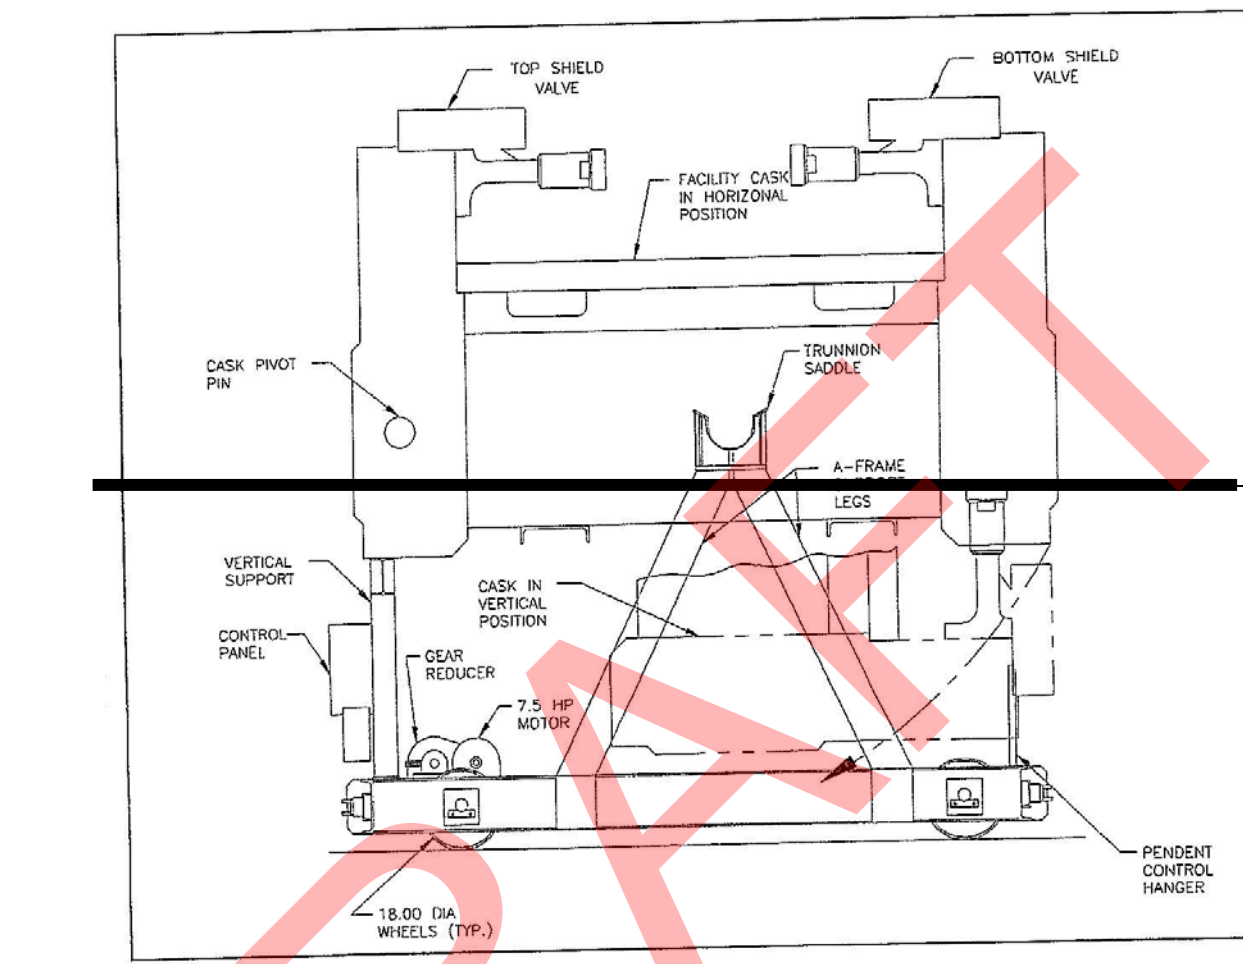 TOP SHIELD
VALVE
BOTTOM SHIELD
VALVE
FACILITY CASK
IN HORIZONAL
POSITION
CASK PIVOT
PIN
TRUNNION
SADDLE
A-FRAME
LEGS
VERTICAL
SUPPORT
CASK IN
VERTICAL
POSITION
CONTROL
PANEL
GEAR
REDUCER
7.5 HP
MOTOR
PENDENT
CONTROL
HANGER
18.00 DIA
WHEELS (TYP.)
DRAFT